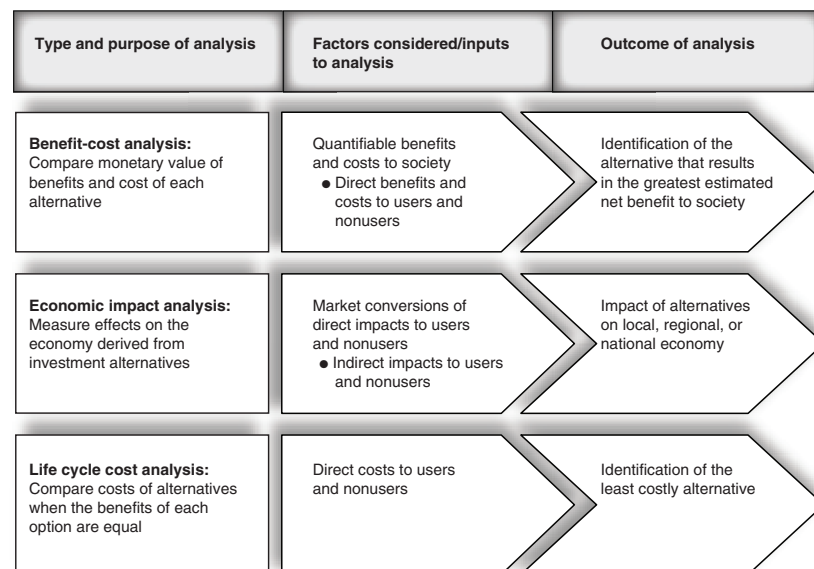 Type and purpose of analysis
Factors considered/inputs
to analysis
Outcome of analysis
Benefit-cost analysis:
Compare monetary value of
benefits and cost of each
alternative
Quantifiable benefits
and costs to society
● Direct benefits and
costs to users and
nonusers
Identification of the
alternative that results
in the greatest estimated
net benefit to society
Economic impact analysis:
Measure effects on the
economy derived from
investment alternatives
Market conversions of
direct impacts to users
and nonusers
● Indirect impacts to users
and nonusers
Impact of alternatives
on local, regional, or
national economy
Life cycle cost analysis:
Compare costs of alternatives
when the benefits of each
option are equal
Direct costs to users
and nonusers
Identification of the
least costly alternative